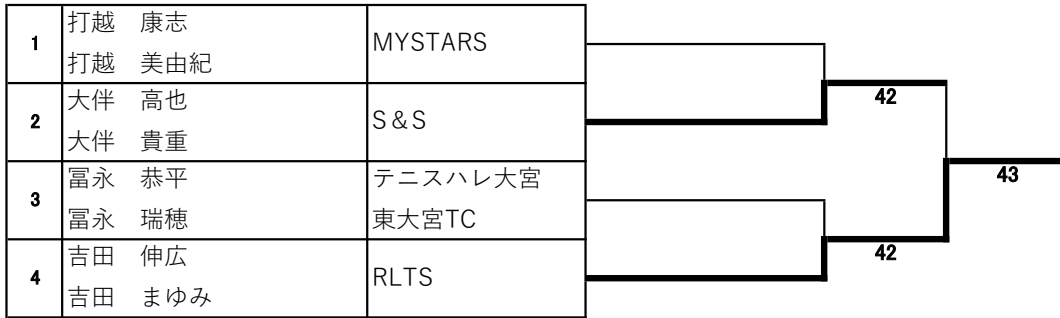 1
打越　康志
打越　美由紀
MYSTARS
2
大伴　高也
大伴　貴重
S＆S
42
3
冨永　恭平
冨永　瑞穂
テニスハレ大宮
東大宮TC
43
4
吉田　伸広
吉田　まゆみ
RLTS
42